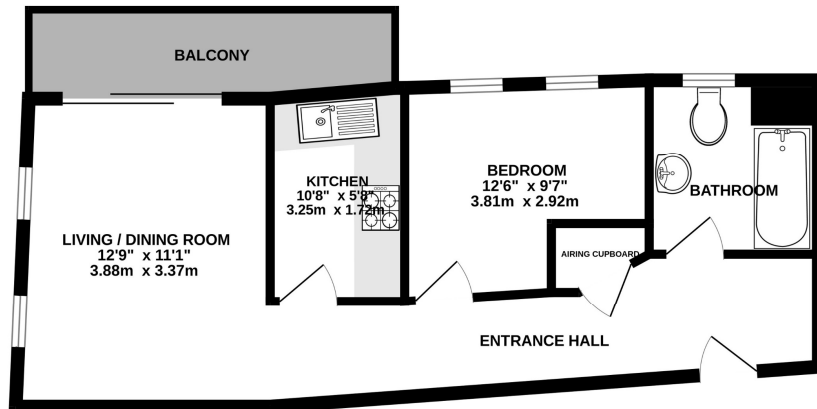 BALCONY
LIVING / DINING ROOM
12'9" x 11'1"
3.88m x 3.37m
KITCHEN
10'8" x 5'8"
3.25m x 1.72m
BEDROOM
12'6" x 9'7"
3.81m x 2.92m
BATHROOM
AIRING CUPBOARD
ENTRANCE HALL